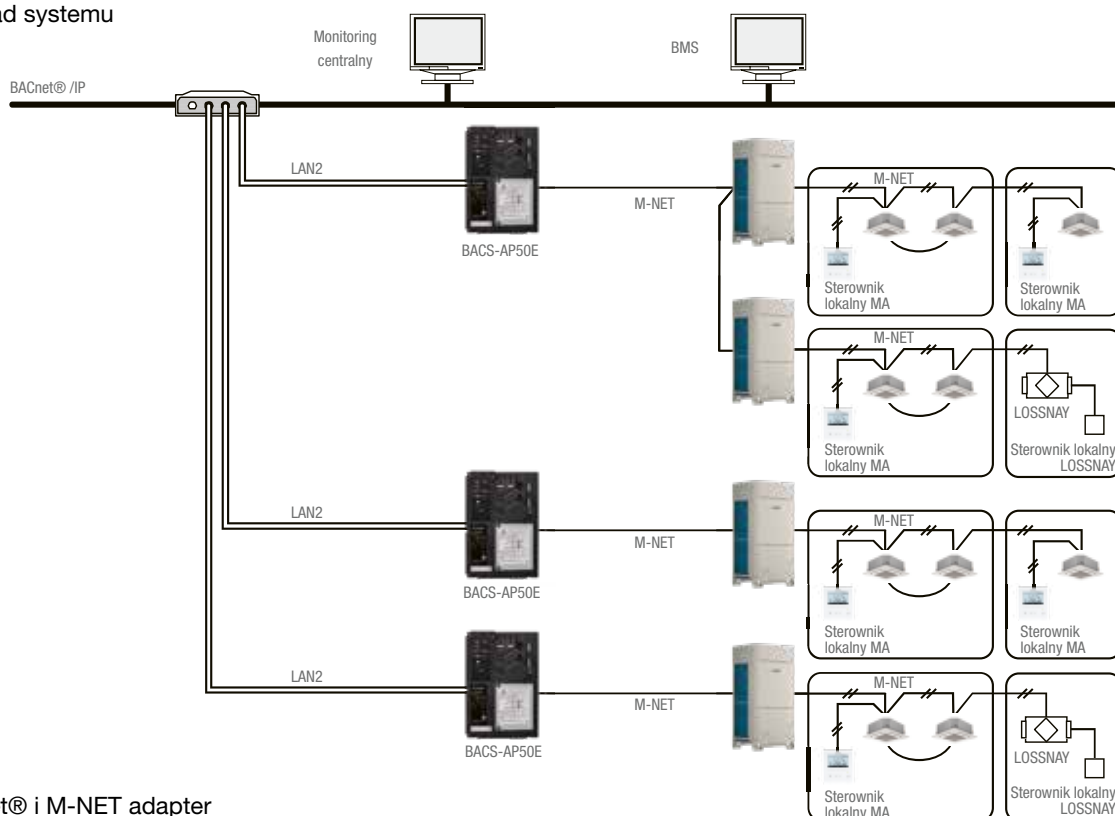 ad systemu
Monitoring
centralny
BMS
BACnet® /IP
LAN2
M-NET
BACS-AP50E
M-NET
Sterownik
lokalny MA
Sterownik
lokalny MA
M-NET
Sterownik
lokalny MA
LOSSNAY
Sterownik lokalny
LOSSNAY
LAN2
M-NET
BACS-AP50E
M-NET
Sterownik
lokalny MA
Sterownik
lokalny MA
LAN2
M-NET
BACS-AP50E
M-NET
Sterownik
lokalny MA
LOSSNAY
Sterownik lokalny
LOSSNAY
t® i M-NET adapter